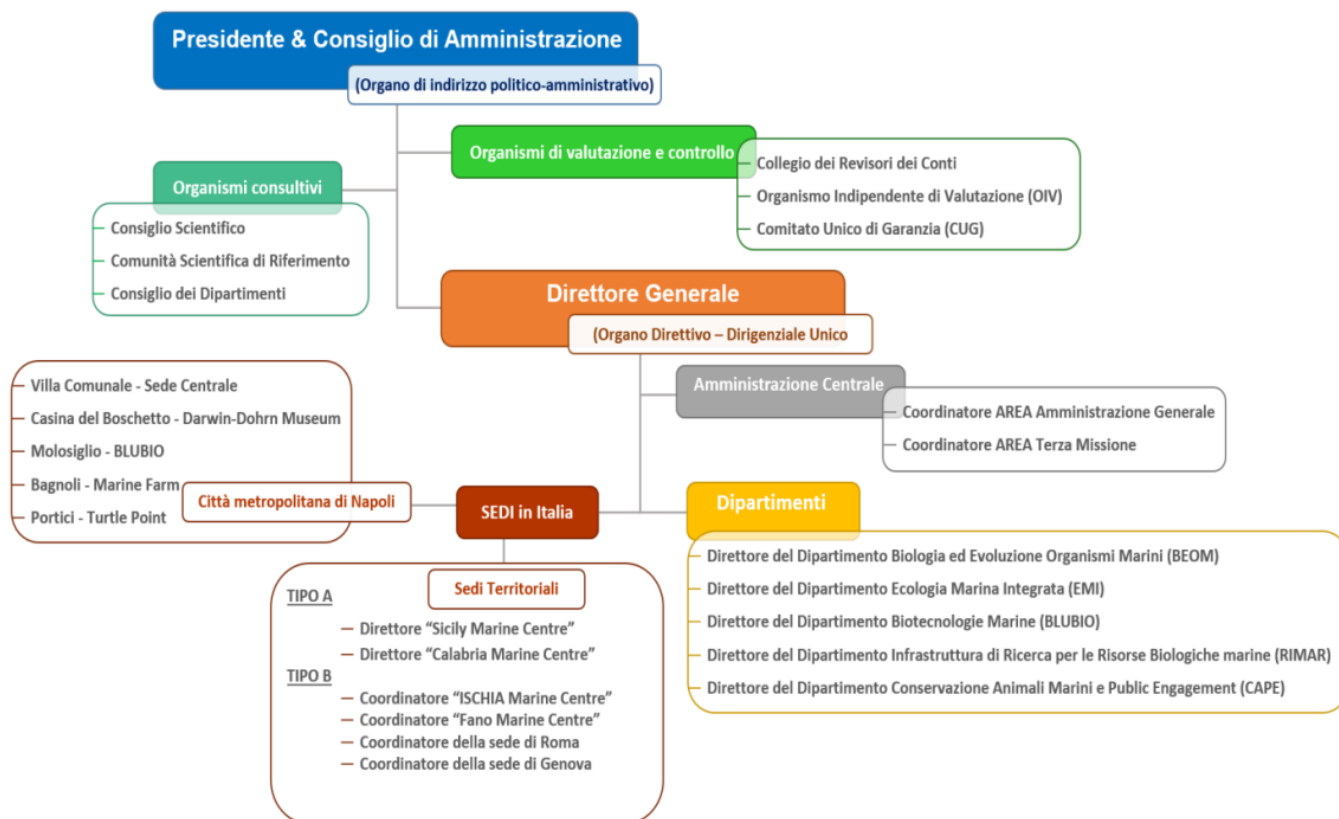 Presidente & Consiglio di Amministrazione
(Organo di indirizzo politico-amministrativo)
Organismi di valutazione e controllo
Collegio dei Revisori dei Conti
Organismo Indipendente di Valutazione (OIV)
Comitato Unico di Garanzia (CUG)
Organismi consultivi
Consiglio Scientifico
Comunità Scientifica di Riferimento
Consiglio dei Dipartimenti
Direttore Generale
(Organo Direttivo – Dirigenziale Unico
Amministrazione Centrale
Coordinatore AREA Amministrazione Generale
Coordinatore AREA Terza Missione
Villa Comunale - Sede Centrale
Casina del Boschetto - Darwin-Dohrn Museum
Molosiglio - BLUBIO
Bagnoli - Marine Farm
Portici - Turtle Point
Città metropolitana di Napoli
SEDI in Italia
Dipartimenti
Direttore del Dipartimento Biologia ed Evoluzione Organismi Marini (BEOM)
Direttore del Dipartimento Ecologia Marina Integrata (EMI)
Direttore del Dipartimento Biotecnologie Marine (BLUBIO)
Direttore del Dipartimento Infrastruttura di Ricerca per le Risorse Biologiche marine (RIMAR)
Direttore del Dipartimento Conservazione Animali Marini e Public Engagement (CAPE)
Sedi Territoriali
TIPO A
Direttore “Sicily Marine Centre”
Direttore “Calabria Marine Centre”
TIPO B
Coordinatore “ISCHIA Marine Centre”
Coordinatore “Fano Marine Centre”
Coordinatore della sede di Roma
Coordinatore della sede di Genova